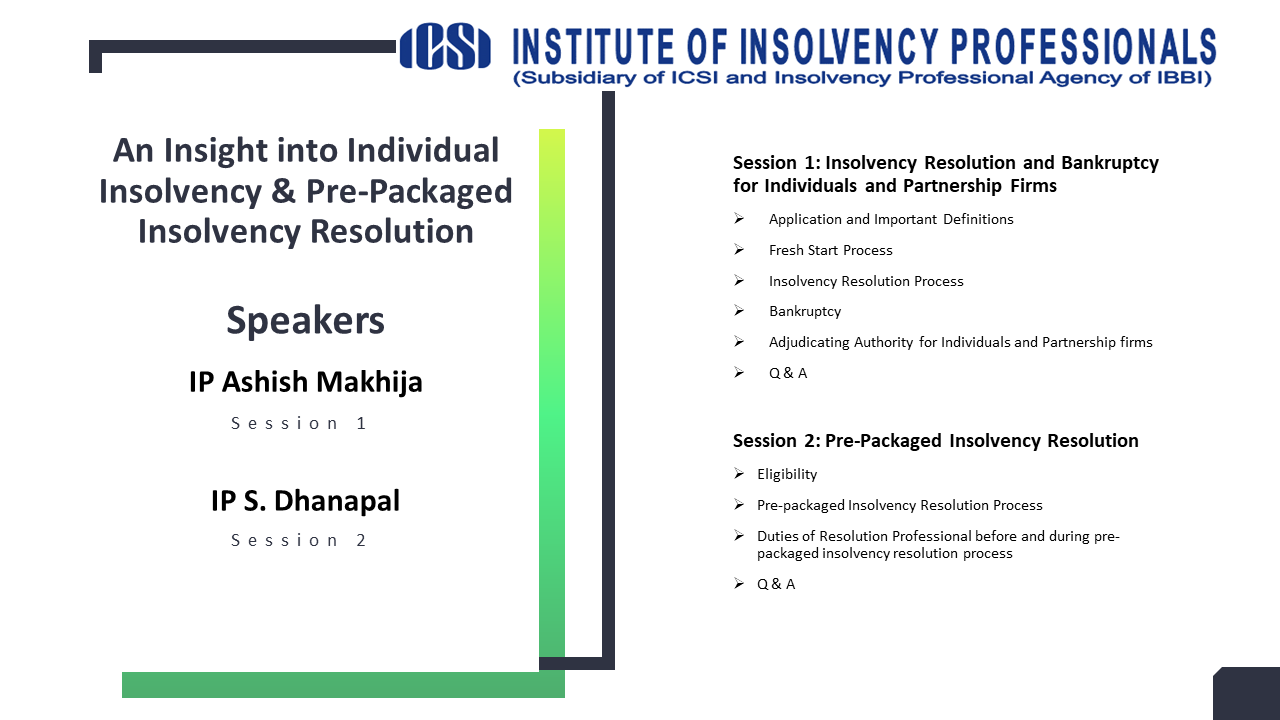 ICSI INSTITUTE OF INSOLVENCY PROFESSIONALS
(Subsidiary of ICSI and Insolvency Professional Agency of IBBI)
An Insight into Individual
Insolvency & Pre-Packaged
Insolvency Resolution
Speakers
IP Ashish Makhija
Session 1
IP S. Dhanapal
Session 2
Session 1: Insolvency Resolution and Bankruptcy
for Individuals and Partnership Firms
➢ Application and Important Definitions
➢ Fresh Start Process
➢ Insolvency Resolution Process
➢ Bankruptcy
➢ Adjudicating Authority for Individuals and Partnership firms
➢ Q & A
Session 2: Pre-Packaged Insolvency Resolution
➢ Eligibility
➢ Pre-packaged Insolvency Resolution Process
➢ Duties of Resolution Professional before and during pre-
packaged insolvency resolution process
➢ Q & A